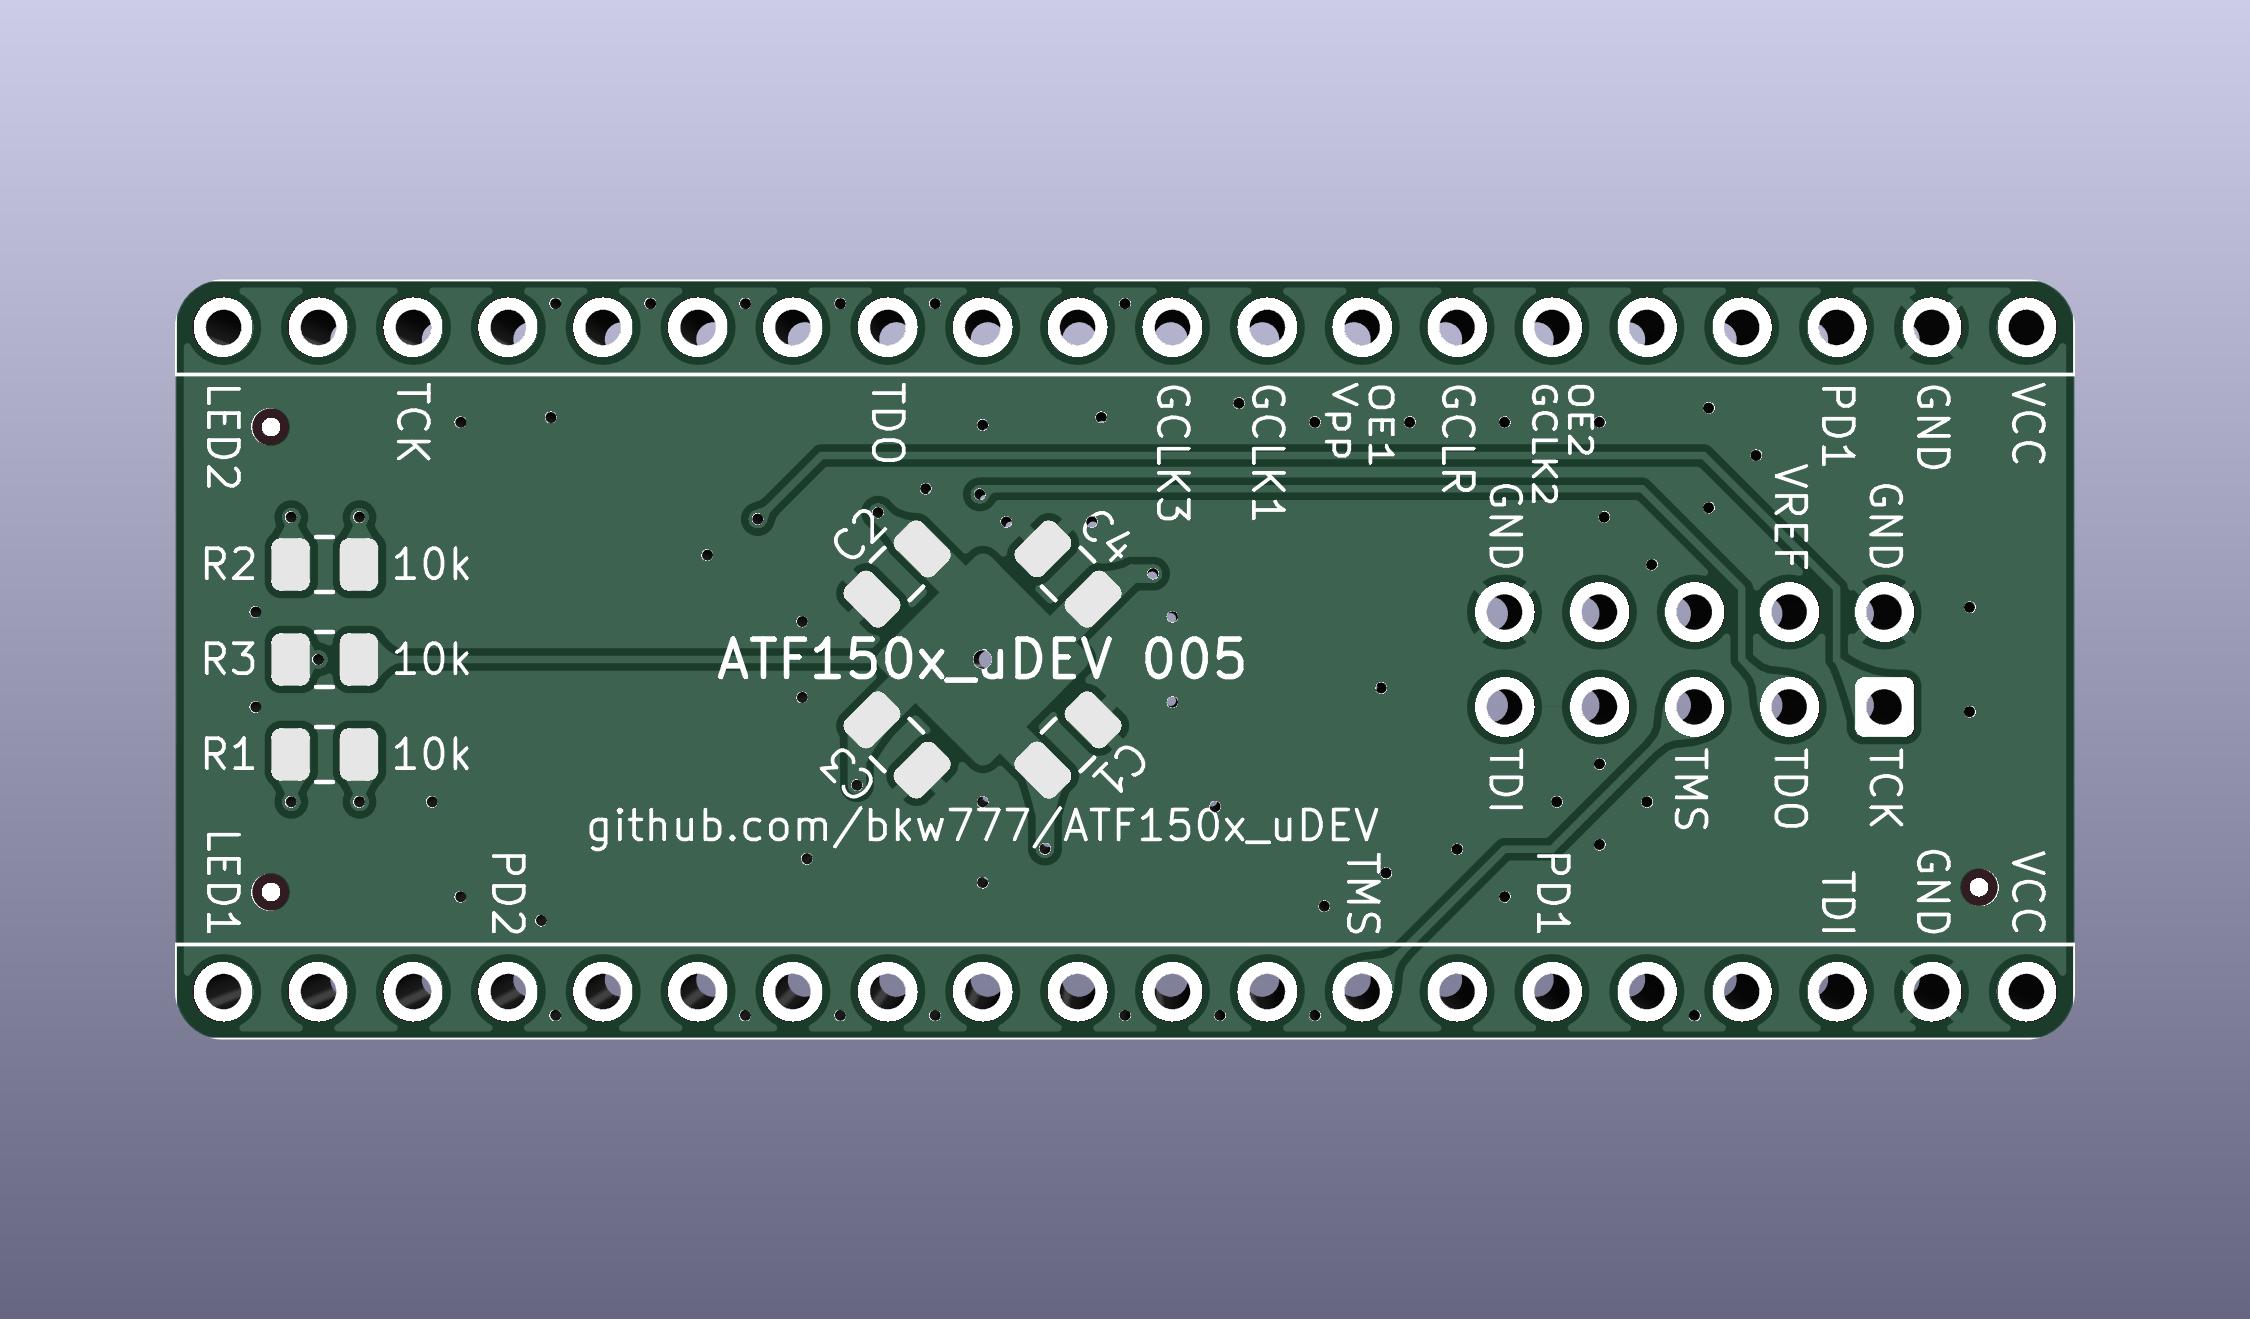 LED2
TCK
TDO
GCLK3
GCLK1
VPP
OE1
GCLR
GCLK2
OE2
PD1
GND
VCC
GND
VREF
GND
R2 10k
C2
C4
R3 10k
ATF150x_uDEV 005
R1 10k
C3
C1
TDI
TMS
TDO
TCK
github.com/bkw777/ATF150x_uDEV
LED1
PD2
TMS
PD1
TDI
GND
VCC